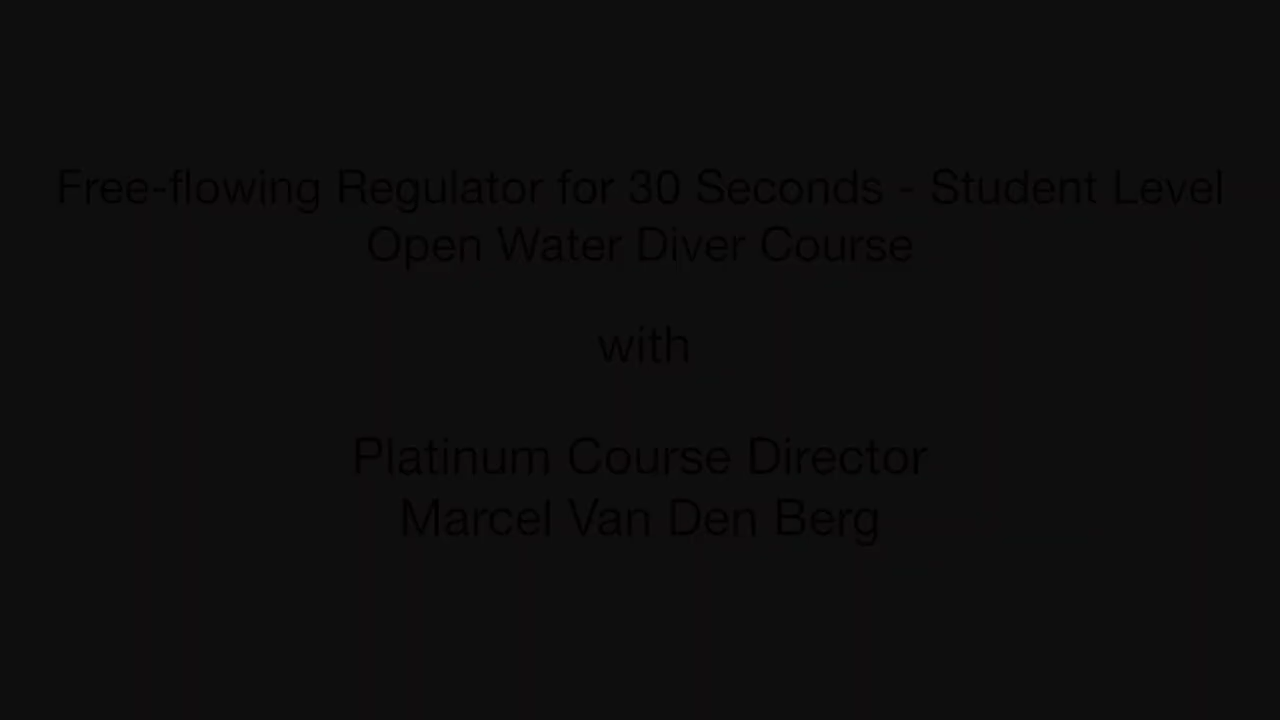 Free-flowing Regulator for 30 Seconds - Student Level
Open Water Diver Course
with
Platinum Course Director
Marcel Van Den Berg